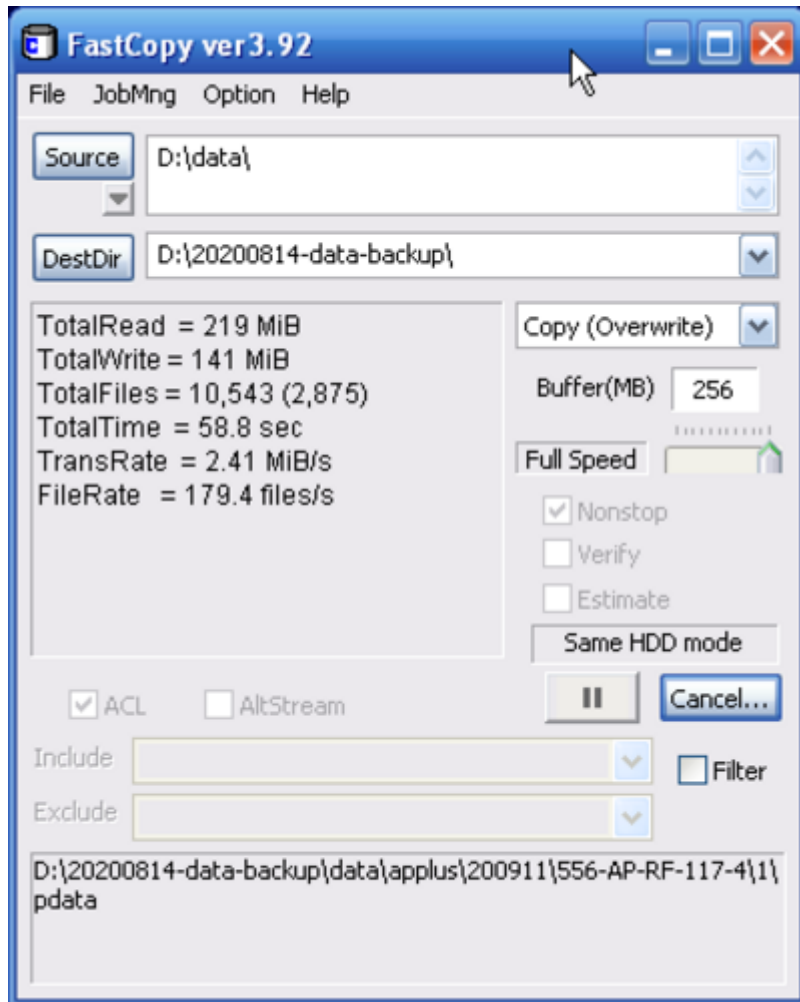 FastCopy ver3.92
File JobMng Option Help
Source D:\data\
DestDir D:\20200814-data-backup\
TotalRead = 219 MiB
TotalWrite = 141 MiB
TotalFiles = 10,543 (2,875)
TotalTime = 58.8 sec
TransRate = 2.41 MiB/s
FileRate = 179.4 files/s
Copy (Overwrite)
Buffer(MB) 256
Full Speed
Nonstop
Verify
Estimate
Same HDD mode
ACL AltStream
Cancel...
Include
Filter
Exclude
D:\20200814-data-backup\data\applus\200911\556-AP-RF-117-4\1\
pdata